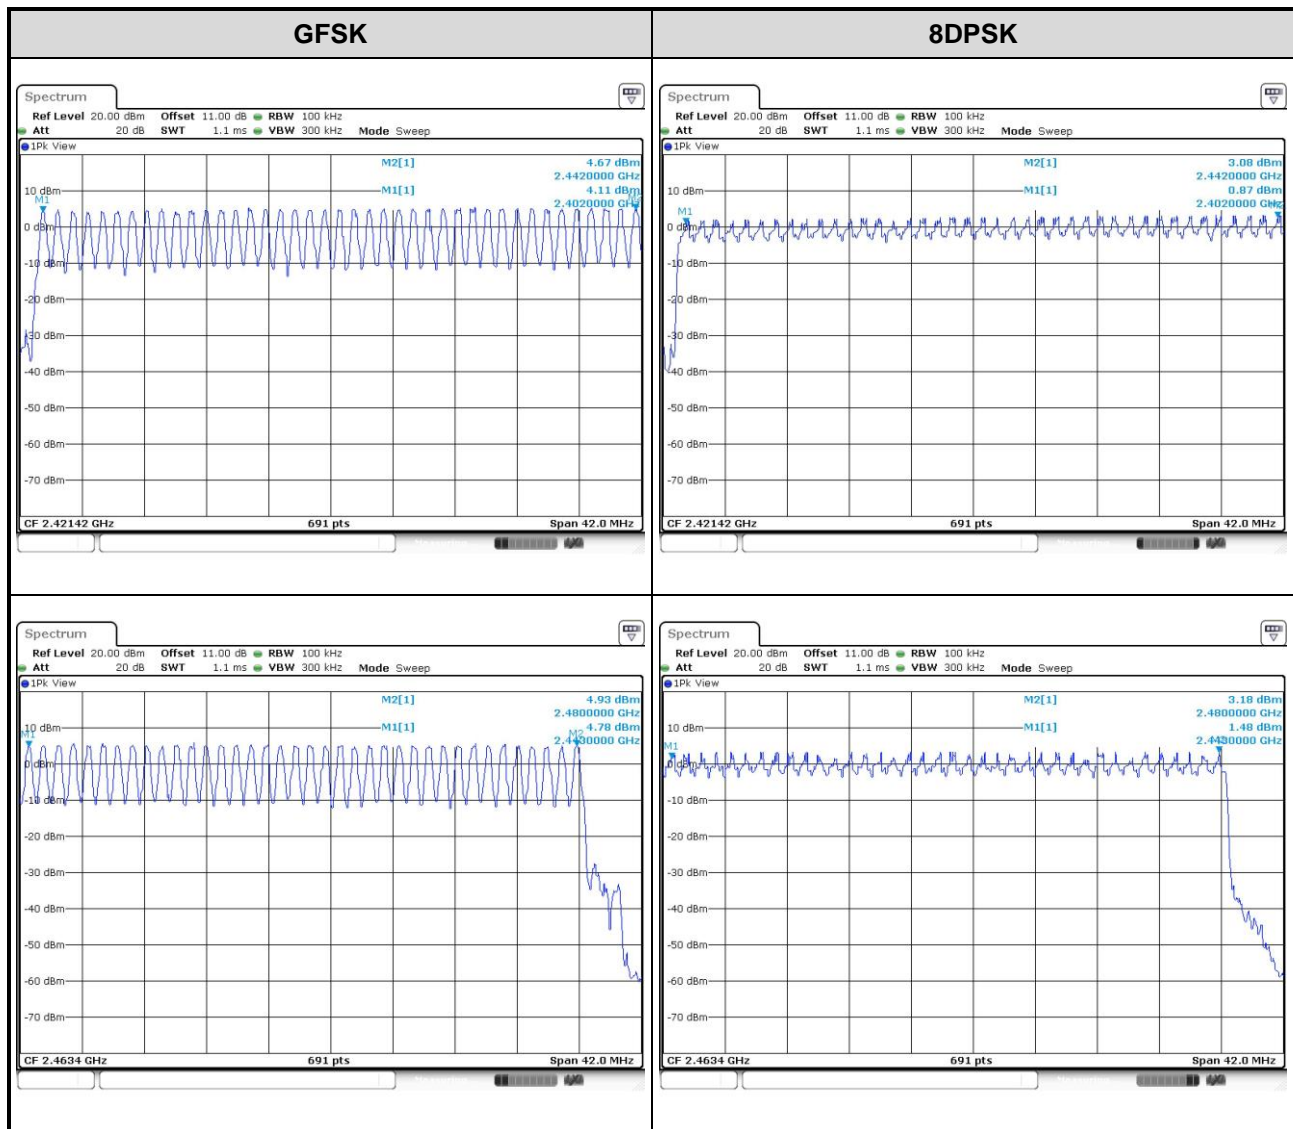 GFSK
8DPSK
Spectrum
Ref Level 20.00 dBm Offset 11.00 dB RBW 100 kHz
Att 20 dB SWT 1.1 ms VBW 300 kHz Mode Sweep
1Pk View
M2[1] 4.67 dBm
2.4420000 GHz
M1[1] 4.11 dBm
2.4020000 GHz
10 dBm
M1
0 dBm
-10 dBm
-20 dBm
-30 dBm
-40 dBm
-50 dBm
-60 dBm
-70 dBm
CF 2.42142 GHz 691 pts Span 42.0 MHz
Spectrum
Ref Level 20.00 dBm Offset 11.00 dB RBW 100 kHz
Att 20 dB SWT 1.1 ms VBW 300 kHz Mode Sweep
1Pk View
M2[1] 3.08 dBm
2.4420000 GHz
M1[1] 0.87 dBm
2.4020000 GHz
10 dBm
M1
0 dBm
-10 dBm
-20 dBm
-30 dBm
-40 dBm
-50 dBm
-60 dBm
-70 dBm
CF 2.42142 GHz 691 pts Span 42.0 MHz
Spectrum
Ref Level 20.00 dBm Offset 11.00 dB RBW 100 kHz
Att 20 dB SWT 1.1 ms VBW 300 kHz Mode Sweep
1Pk View
M2[1] 4.93 dBm
2.4800000 GHz
M1[1] 4.78 dBm
2.4430000 GHz
10 dBm
M1
M2
0 dBm
-10 dBm
-20 dBm
-30 dBm
-40 dBm
-50 dBm
-60 dBm
-70 dBm
CF 2.4634 GHz 691 pts Span 42.0 MHz
Spectrum
Ref Level 20.00 dBm Offset 11.00 dB RBW 100 kHz
Att 20 dB SWT 1.1 ms VBW 300 kHz Mode Sweep
1Pk View
M2[1] 3.18 dBm
2.4800000 GHz
M1[1] 1.48 dBm
2.4430000 GHz
10 dBm
M1
0 dBm
-10 dBm
-20 dBm
-30 dBm
-40 dBm
-50 dBm
-60 dBm
-70 dBm
CF 2.4634 GHz 691 pts Span 42.0 MHz